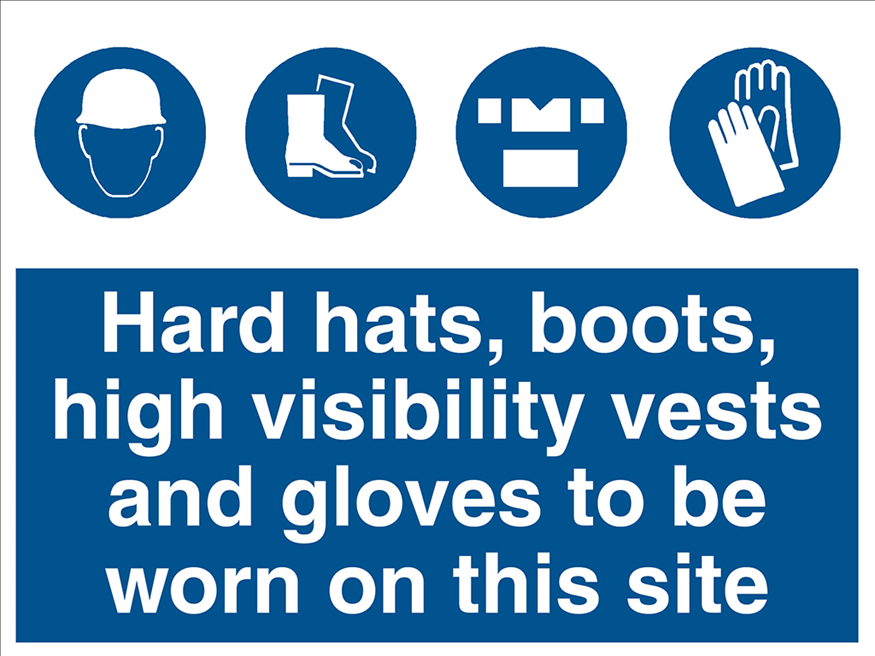 Hard hats, boots,
high visibility vests
and gloves to be
worn on this site